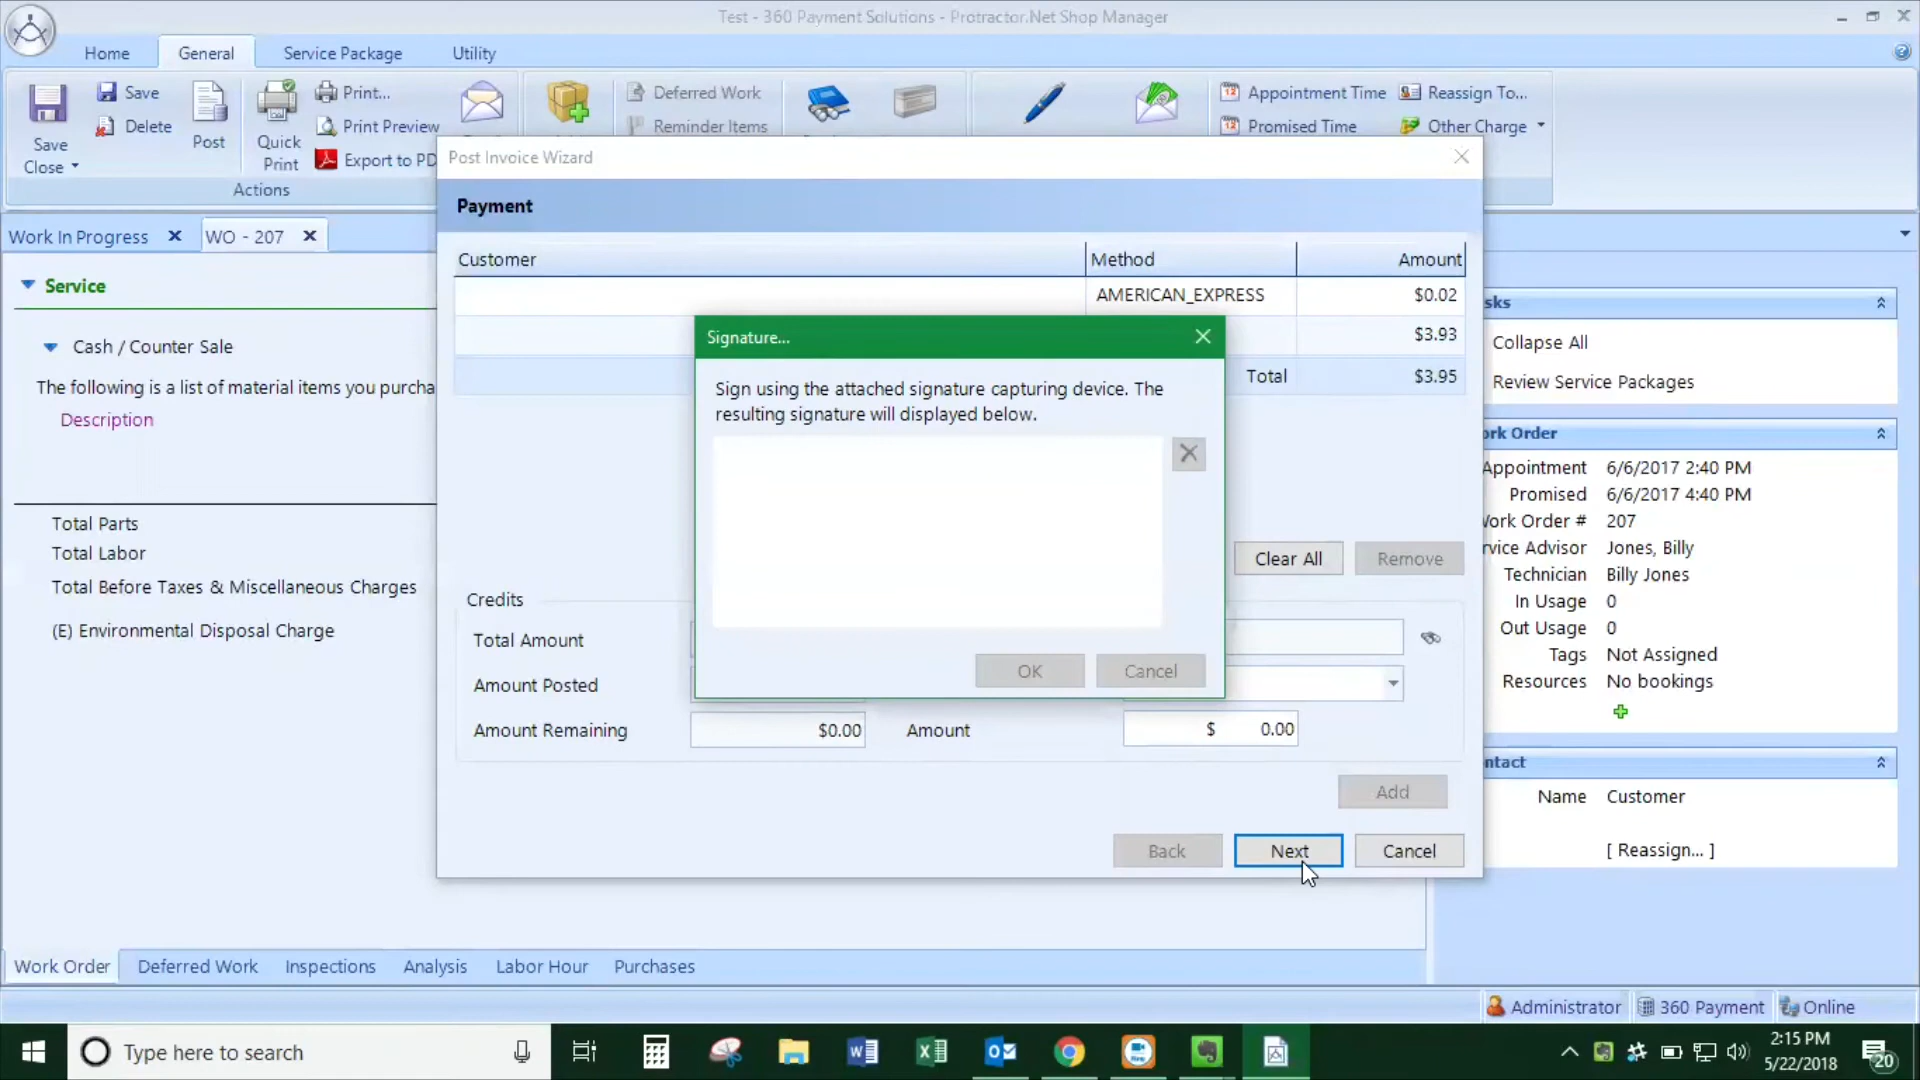 Test - 360 Payment Solutions - Protractor.Net Shop Manager
Home
General
Service Package
Utility
Save
Close
Save
Delete
Post
Quick
Print
Print...
Print Preview
Export to PD
Deferred Work
Reminder Items
Appointment Time
Promised Time
Reassign To...
Other Charge
Actions
Post Invoice Wizard
Payment
Work In Progress
WO - 207
Customer
Method
Amount
AMERICAN_EXPRESS
$0.02
$3.93
Total
$3.95
Signature...
Sign using the attached signature capturing device. The
resulting signature will displayed below.
OK
Cancel
Service
Cash / Counter Sale
The following is a list of material items you purcha
Description
Total Parts
Total Labor
Total Before Taxes & Miscellaneous Charges
(E) Environmental Disposal Charge
Clear All
Remove
Credits
Total Amount
Amount Posted
Amount Remaining
$0.00
Amount
$ 0.00
Add
Back
Next
Cancel
sks
Collapse All
Review Service Packages
ork Order
Appointment 6/6/2017 2:40 PM
Promised 6/6/2017 4:40 PM
Work Order # 207
rvice Advisor Jones, Billy
Technician Billy Jones
In Usage 0
Out Usage 0
Tags Not Assigned
Resources No bookings
ntact
Name Customer
[ Reassign... ]
Work Order
Deferred Work
Inspections
Analysis
Labor Hour
Purchases
Administrator
360 Payment
Online
Type here to search
2:15 PM
5/22/2018
20